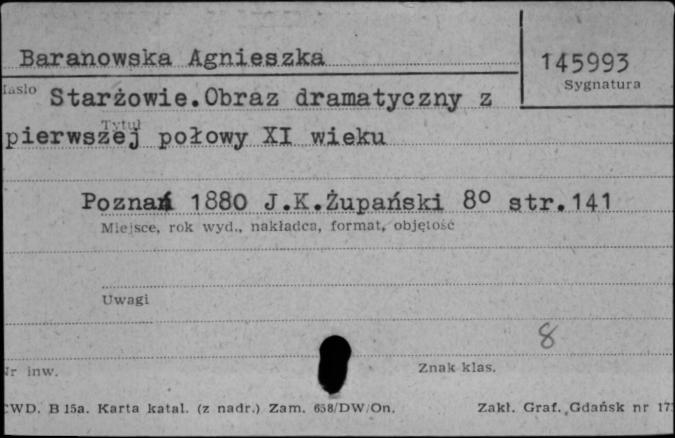 Baranowska Agnieszka
145993
Sygnatura
Hasło Starżowie.Obraz dramatyczny z
Tytuł
pierwszej połowy XI wieku
Poznań 1880 J.K.Żupański 8º str.141
Miejsce, rok wyd., nakładca, format, objętość
Uwagi
8
Nr inw.
Znak klas.
CWD. B 15a. Karta katal. (z nadr.) Zam. 658/DW/On.
Zakł. Graf. Gdańsk nr